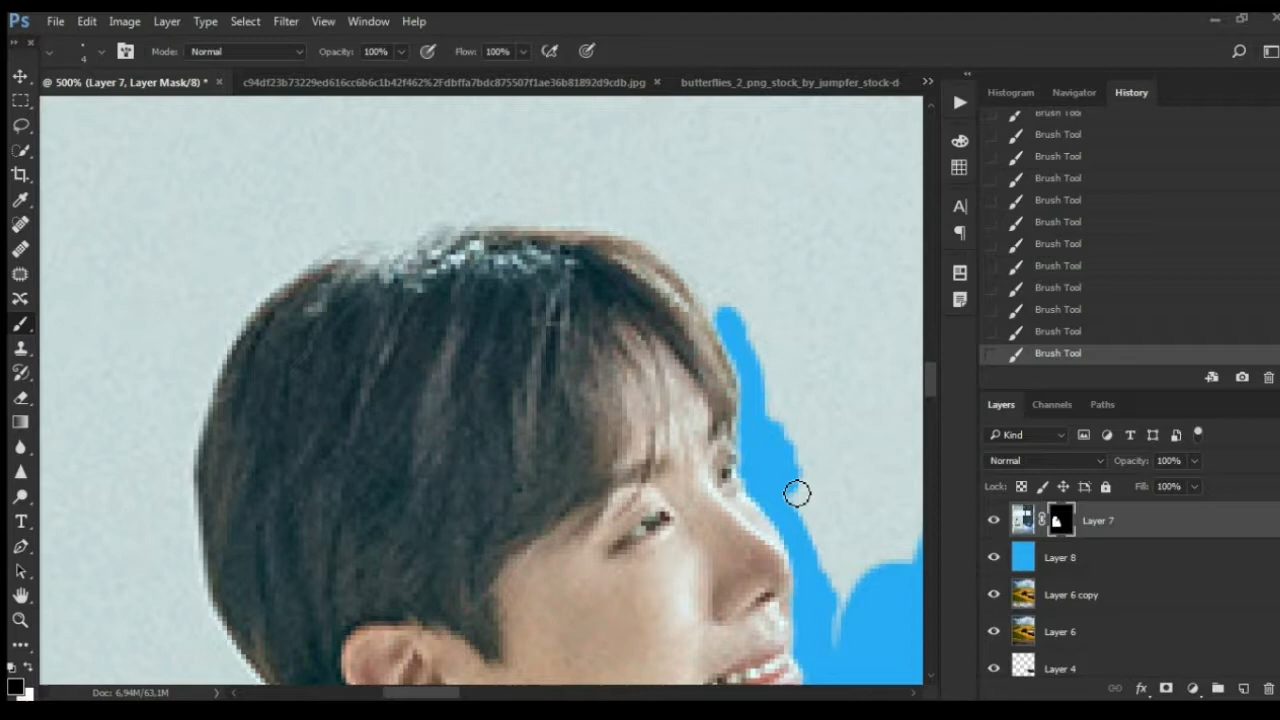 Ps File Edit Image Layer Type Select Filter View Window Help
4 Mode: Normal Opacity: 100% Flow: 100%
@ 500% (Layer 7, Layer Mask/8) * × c94df23b73229ed616cc6b6c1b42f462%2Fdbffa7bdc875507f1ae36b81892d9cdb.jpg × butterflies_2_png_stock_by_jumpfer_stock-d
Histogram Navigator History
Brush Tool
Brush Tool
Brush Tool
Brush Tool
Brush Tool
Brush Tool
Brush Tool
Brush Tool
Brush Tool
Brush Tool
Brush Tool
Brush Tool
Layers Channels Paths
Kind
Normal Opacity: 100%
Lock: Fill: 100%
Layer 7
Layer 8
Layer 6 copy
Layer 6
Layer 4
Doc: 6,94M/63,1M